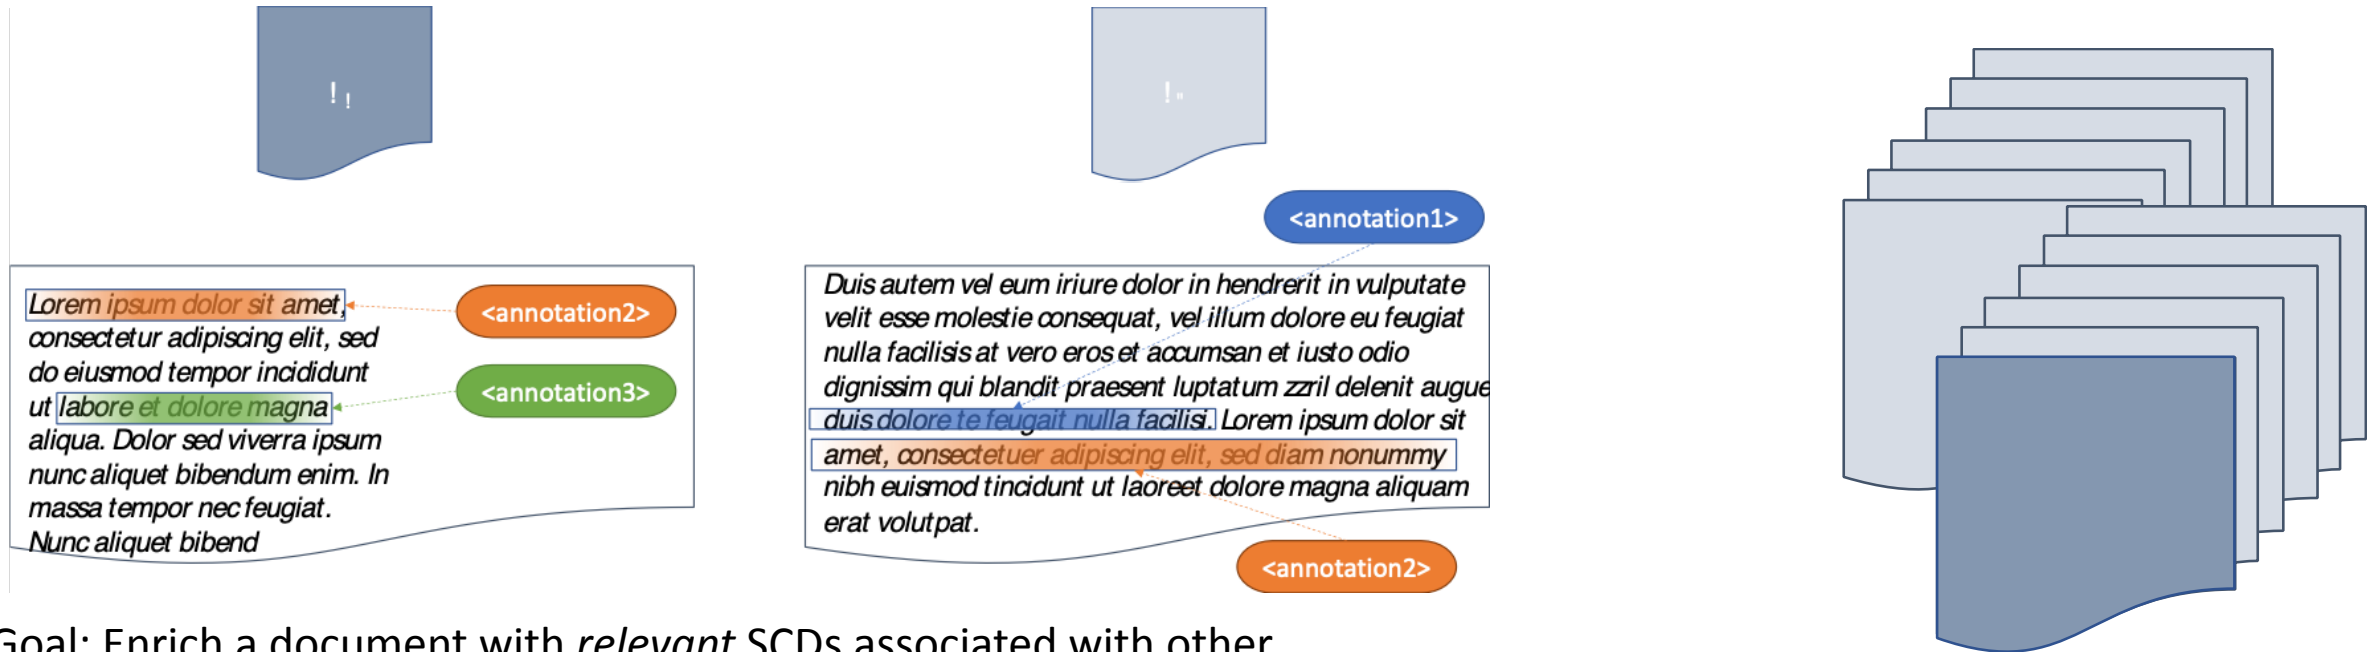 ! !
! "
<annotation1>
Lorem ipsum dolor sit amet,
consectetur adipiscing elit, sed
do eiusmod tempor incididunt
ut labore et dolore magna
aliqua. Dolor sed viverra ipsum
nunc aliquet bibendum enim. In
massa tempor nec feugiat.
Nunc aliquet bibend
<annotation2>
<annotation3>
Duis autem vel eum iriure dolor in hendrerit in vulputate
velit esse molestie consequat, vel illum dolore eu feugiat
nulla facilisis at vero eros et accumsan et iusto odio
dignissim qui blandit praesent luptatum zzril delenit augue
duis dolore te feugait nulla facilisi. Lorem ipsum dolor sit
amet, consectetuer adipiscing elit, sed diam nonummy
nibh euismod tincidunt ut laoreet dolore magna aliquam
erat volutpat.
<annotation2>
Goal: Enrich a document with relevant SCDs associated with other